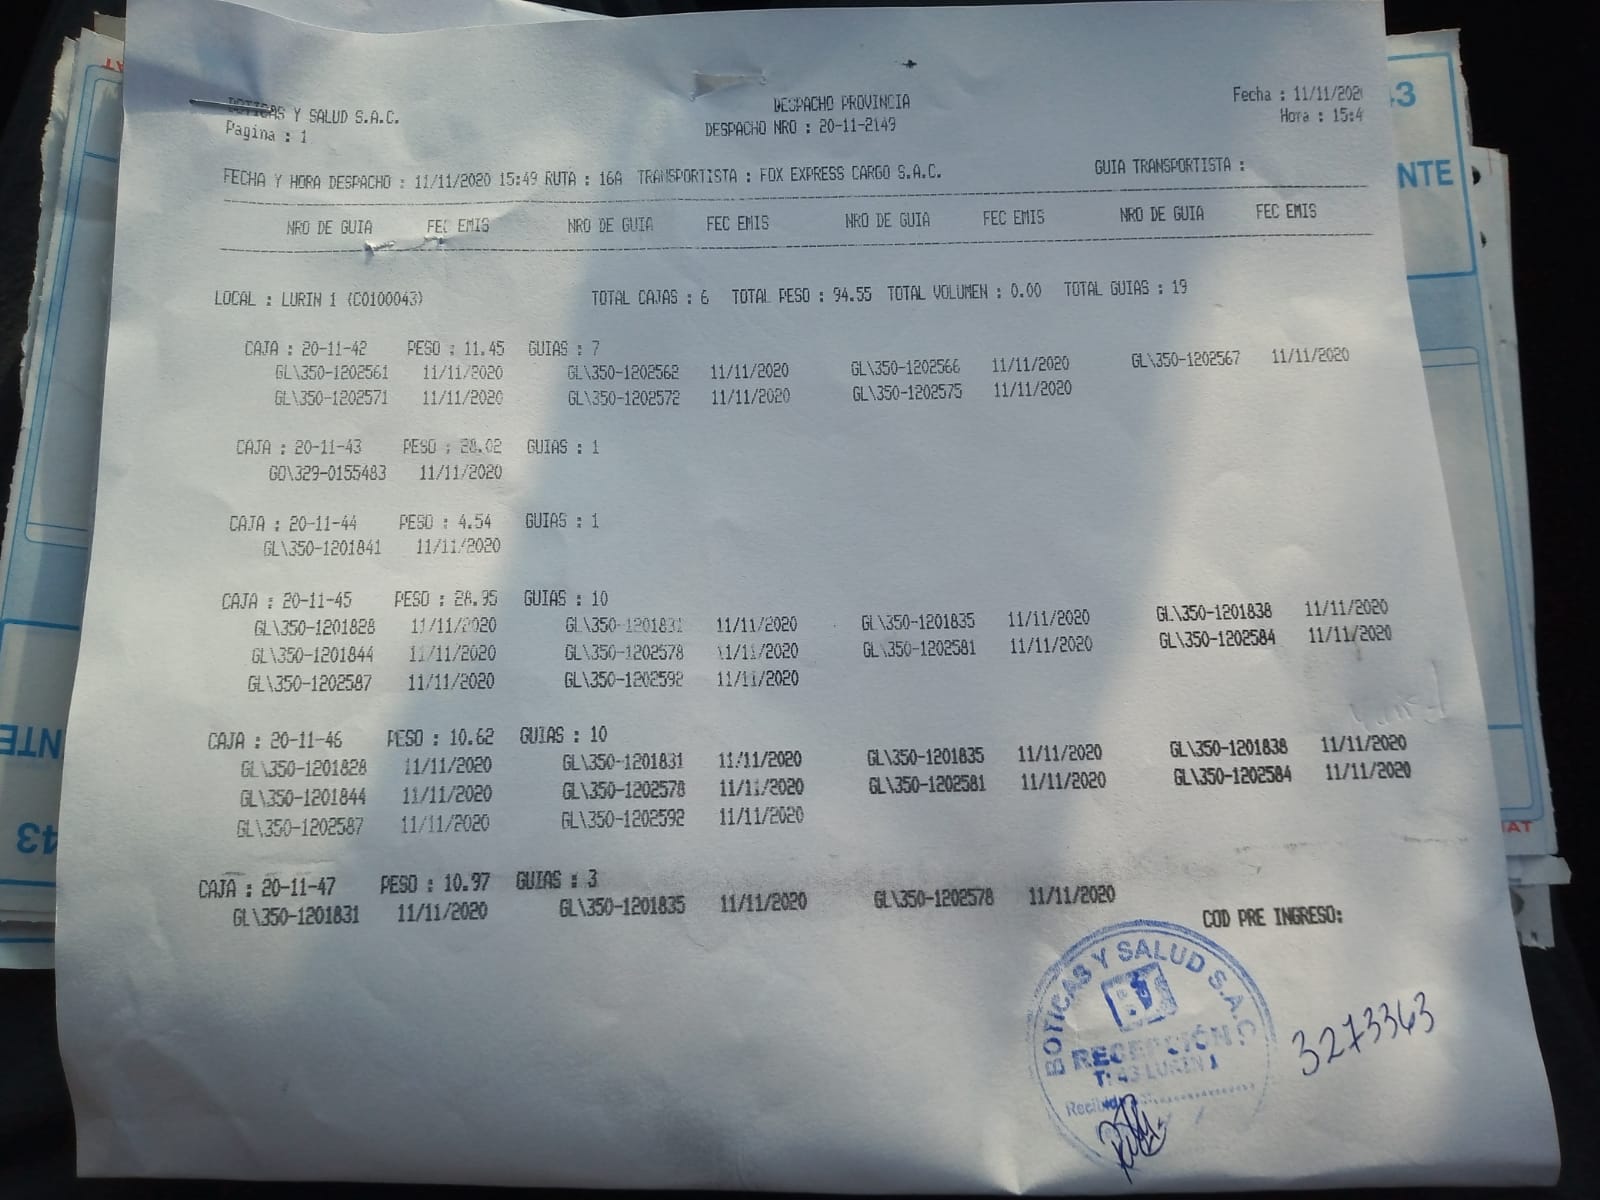 BOTICAS Y SALUD S.A.C. DESPACHO PROVINCIA Fecha : 11/11/202
Pagina : 1 DESPACHO NRO : 20-11-2149 Hora : 15:4
FECHA Y HORA DESPACHO : 11/11/2020 15:49 RUTA : 16A TRANSPORTISTA : FOX EXPRESS CARGO S.A.C. GUIA TRANSPORTISTA :
NRO DE GUIA FEC EMIS NRO DE GUIA FEC EMIS NRO DE GUIA FEC EMIS NRO DE GUIA FEC EMIS
LOCAL : LURIN 1 (C0100043) TOTAL CAJAS : 6 TOTAL PESO : 94.55 TOTAL VOLUMEN : 0.00 TOTAL GUIAS : 19
CAJA : 20-11-42 PESO : 11.45 GUIAS : 7
GL\350-1202561 11/11/2020 GL\350-1202562 11/11/2020 GL\350-1202566 11/11/2020 GL\350-1202567 11/11/2020
GL\350-1202571 11/11/2020 GL\350-1202572 11/11/2020 GL\350-1202575 11/11/2020
CAJA : 20-11-43 PESO : 28.02 GUIAS : 1
GO\329-0155483 11/11/2020
CAJA : 20-11-44 PESO : 4.54 GUIAS : 1
GL\350-1201841 11/11/2020
CAJA : 20-11-45 PESO : 28.95 GUIAS : 10
GL\350-1201828 11/11/2020 GL\350-1201831 11/11/2020 GL\350-1201835 11/11/2020 GL\350-1201838 11/11/2020
GL\350-1201844 11/11/2020 GL\350-1202578 11/11/2020 GL\350-1202581 11/11/2020 GL\350-1202584 11/11/2020
GL\350-1202587 11/11/2020 GL\350-1202592 11/11/2020
CAJA : 20-11-46 PESO : 10.62 GUIAS : 10
GL\350-1201828 11/11/2020 GL\350-1201831 11/11/2020 GL\350-1201835 11/11/2020 GL\350-1201838 11/11/2020
GL\350-1201844 11/11/2020 GL\350-1202578 11/11/2020 GL\350-1202581 11/11/2020 GL\350-1202584 11/11/2020
GL\350-1202587 11/11/2020 GL\350-1202592 11/11/2020
CAJA : 20-11-47 PESO : 10.97 GUIAS : 3
GL\350-1201831 11/11/2020 GL\350-1201835 11/11/2020 GL\350-1202578 11/11/2020
COD PRE INGRESO:
BOTICAS Y SALUD S.A.C
RECEPCIÓN
T: 43 LURIN 1
3273363
43
NTE
NTE
43
AT